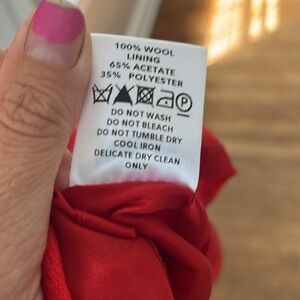 100% WOOL
LINING
65% ACETATE
35% POLYESTER
P
DO NOT WASH
DO NOT BLEACH
DO NOT TUMBLE DRY
COOL IRON
DELICATE DRY CLEAN
ONLY